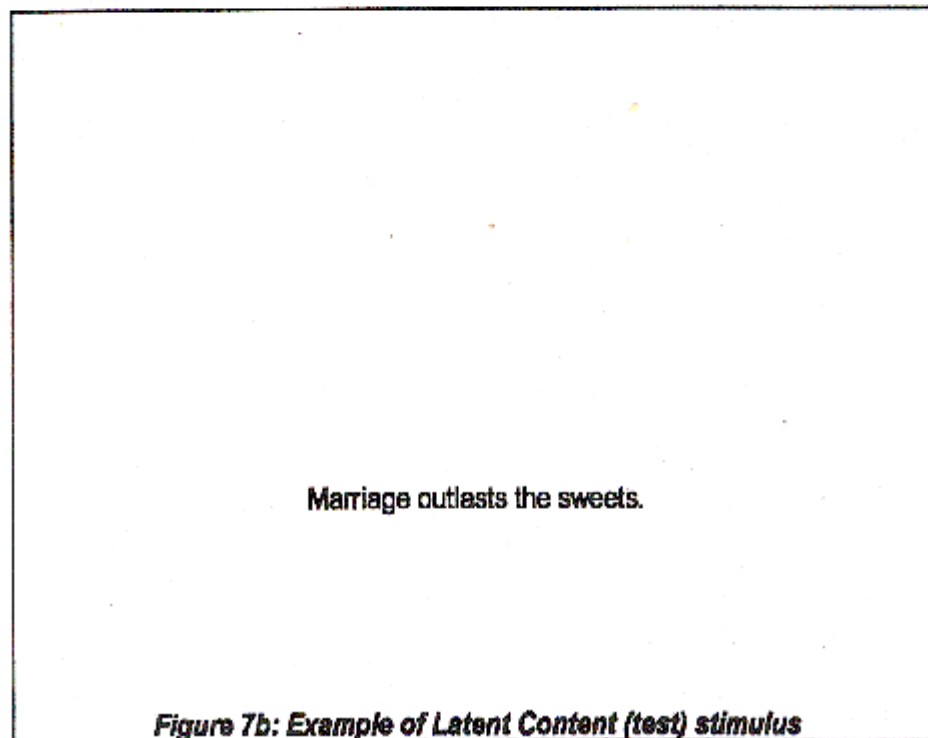 Marriage outlasts the sweets.
Figure 7b: Example of Latent Content (test) stimulus